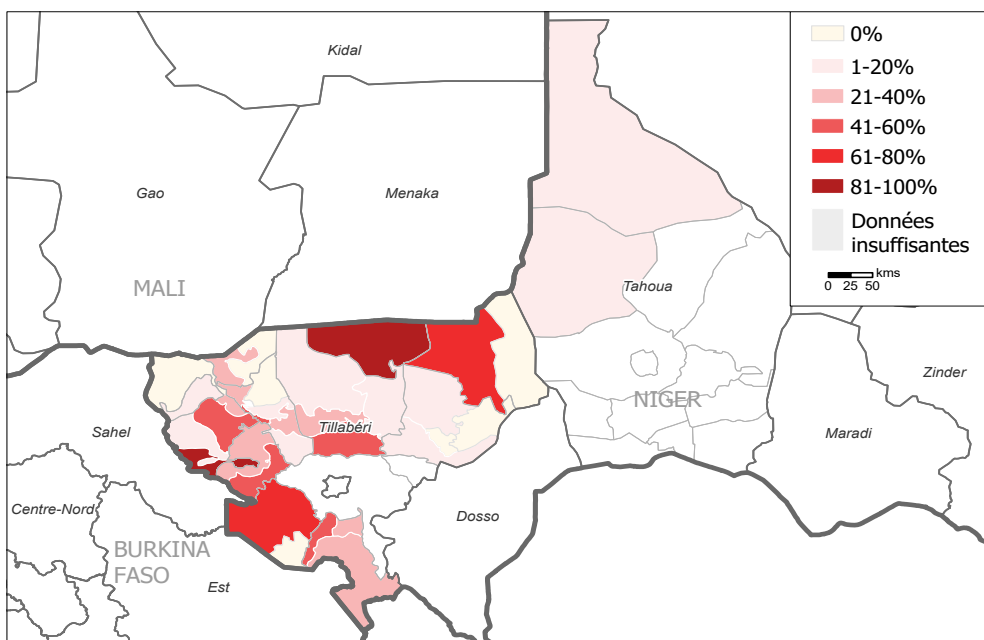 Kidal
Gao
Menaka
MALI
Tahoua
NIGER
Zinder
Maradi
Tillabéri
Sahel
Dosso
Centre-Nord
BURKINA
FASO
Est
0%
1-20%
21-40%
41-60%
61-80%
81-100%
Données
insuffisantes
kms
0 25 50